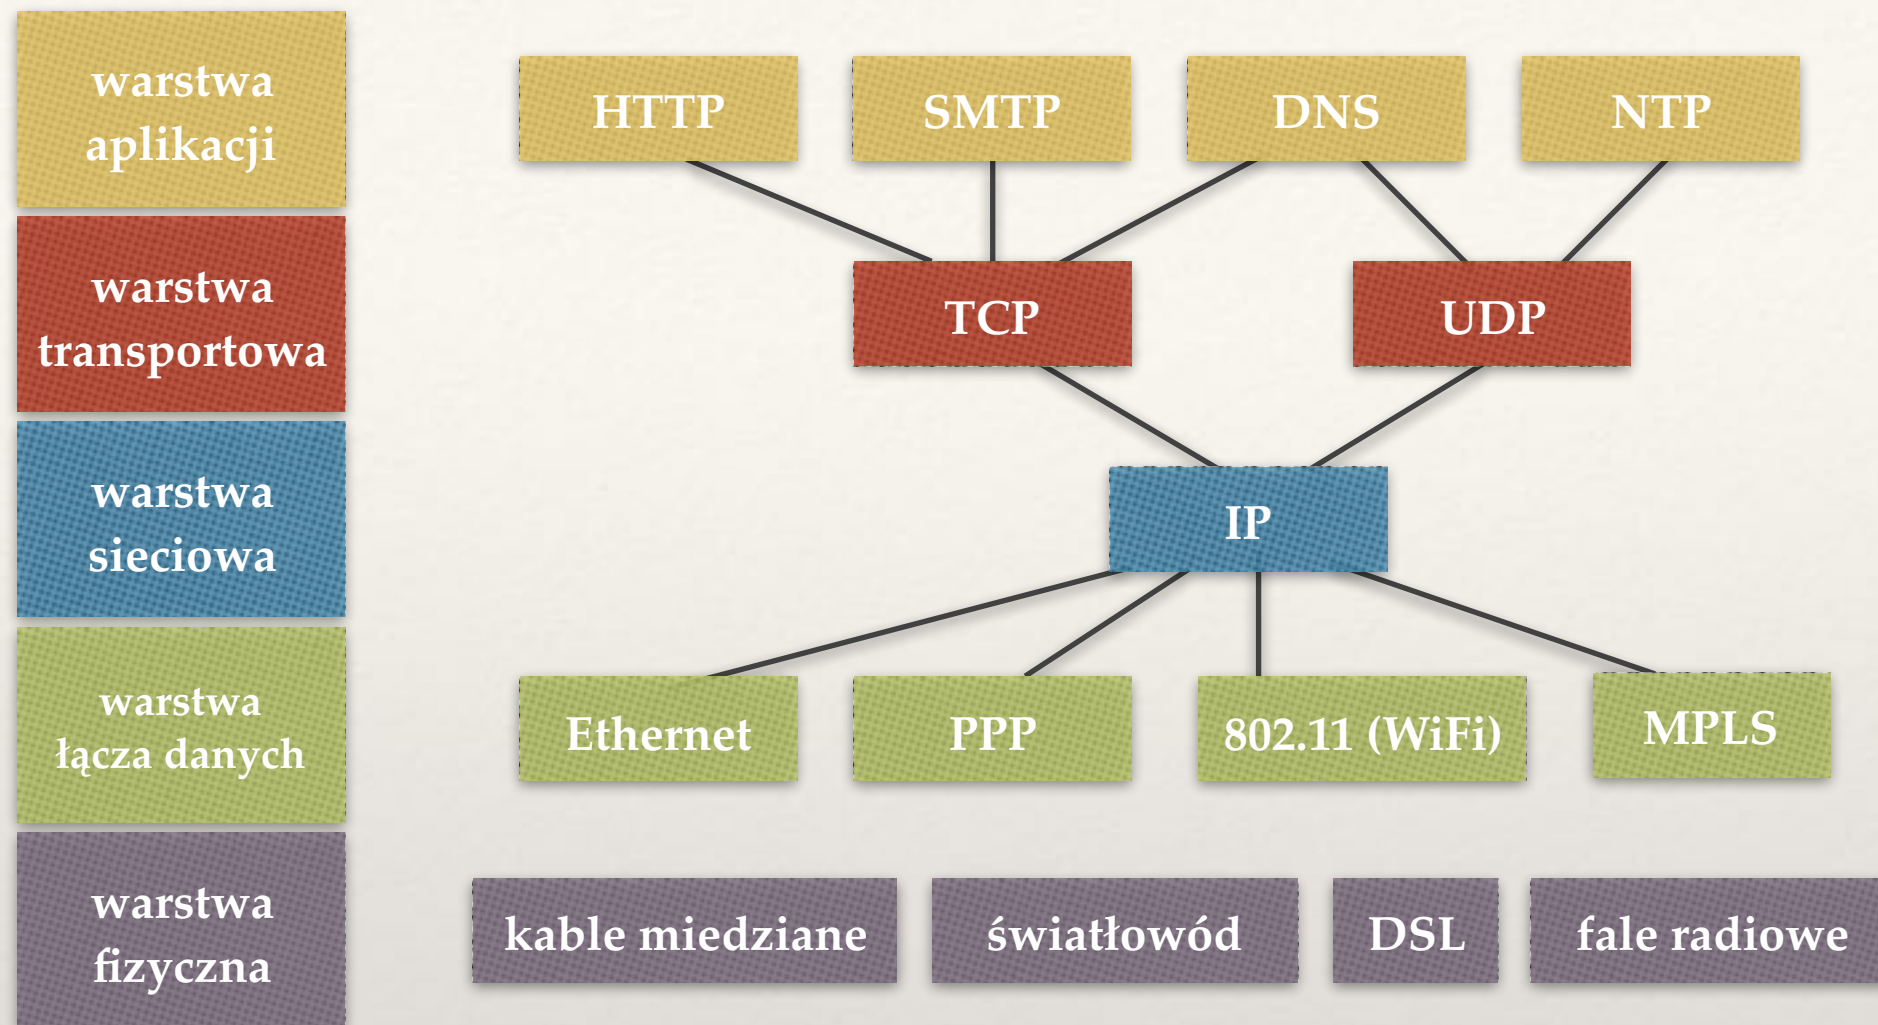 warstwa
aplikacji
HTTP
SMTP
DNS
NTP
warstwa
transportowa
TCP
UDP
warstwa
sieciowa
IP
warstwa
łącza danych
Ethernet
PPP
802.11 (WiFi)
MPLS
warstwa
fizyczna
kable miedziane
światłowód
DSL
fale radiowe